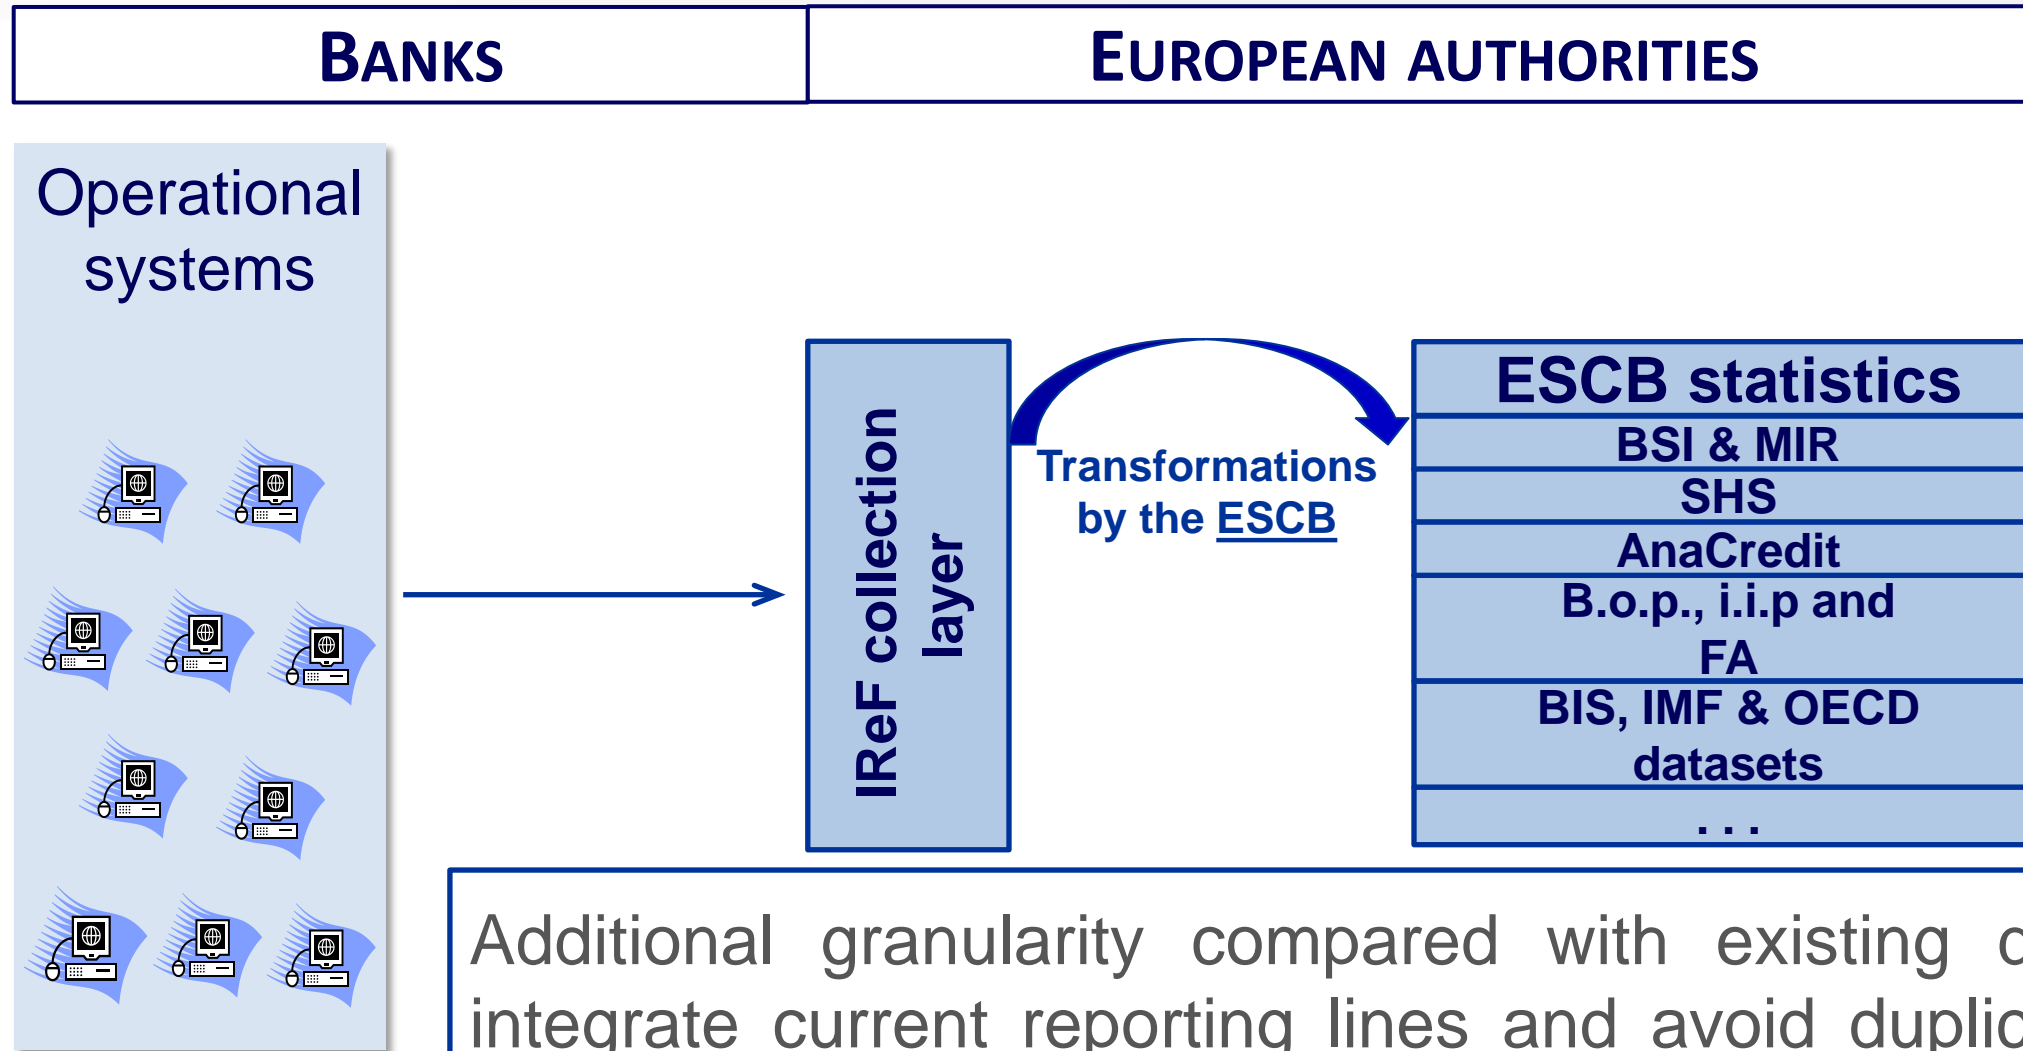 BANKS
EUROPEAN AUTHORITIES
Operational
systems
IReF collection
layer
Transformations
by the ESCB
ESCB statistics
BSI & MIR
SHS
AnaCredit
B.o.p., i.i.p and
FA
BIS, IMF & OECD
datasets
. . .
Additional granularity compared with existing
integrate current reporting lines and avoid